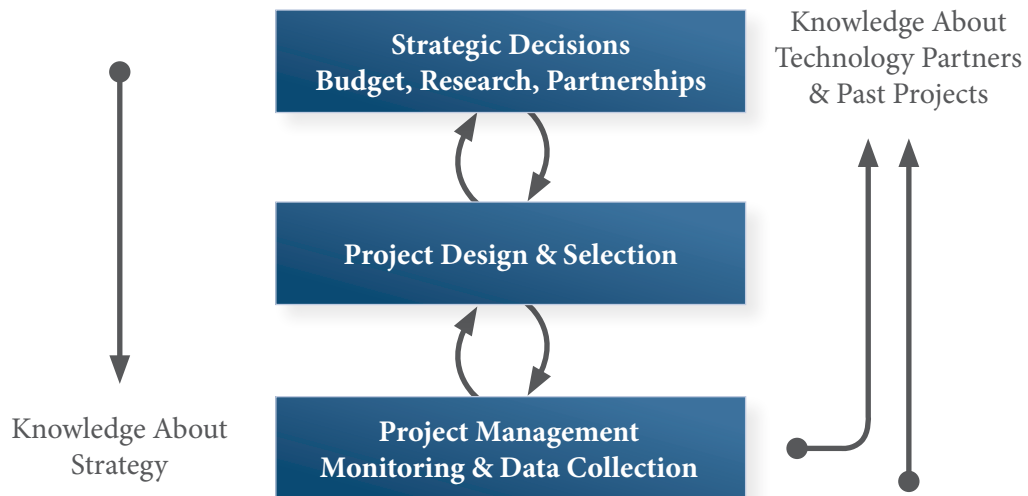 Strategic Decisions
Budget, Research, Partnerships
Knowledge About
Technology Partners
& Past Projects
Project Design & Selection
Knowledge About
Strategy
Project Management
Monitoring & Data Collection